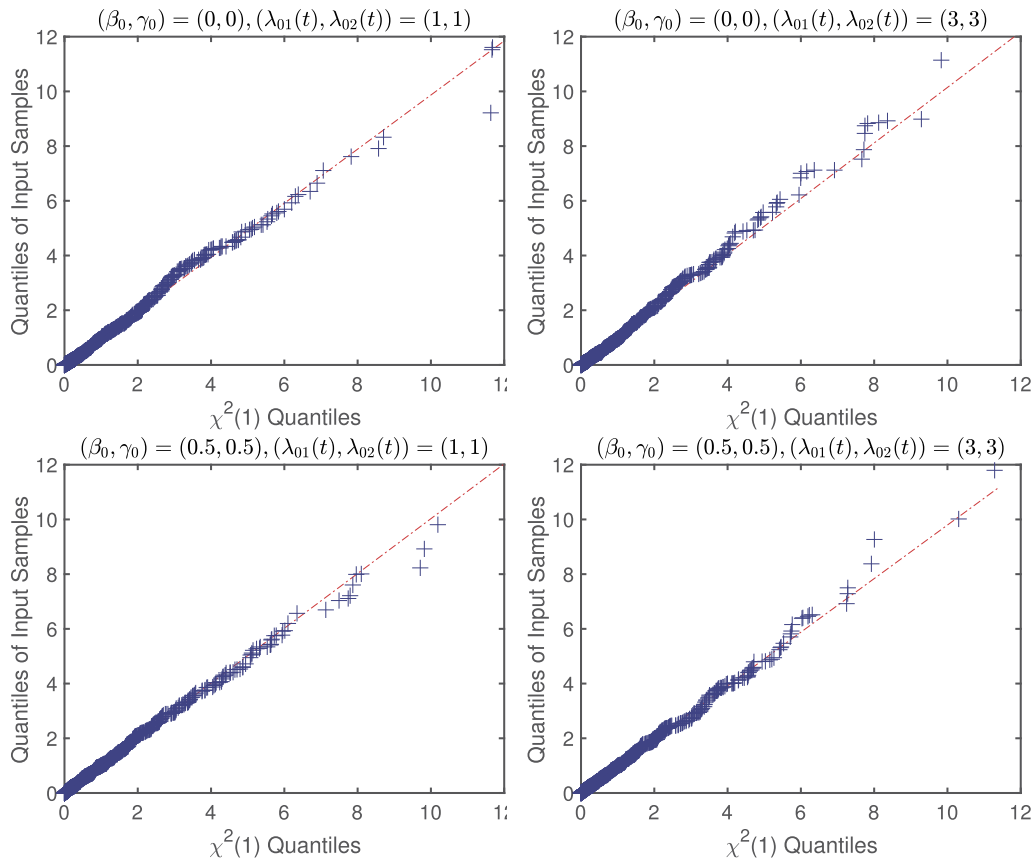 (β₀, γ₀) = (0, 0), (λ₀₁(t), λ₀₂(t)) = (1, 1)
12
10
8
6
4
2
0
Quantiles of Input Samples
0 2 4 6 8 10 12
χ²(1) Quantiles
(β₀, γ₀) = (0, 0), (λ₀₁(t), λ₀₂(t)) = (3, 3)
12
10
8
6
4
2
0
Quantiles of Input Samples
0 2 4 6 8 10 12
χ²(1) Quantiles
(β₀, γ₀) = (0.5, 0.5), (λ₀₁(t), λ₀₂(t)) = (1, 1)
12
10
8
6
4
2
0
Quantiles of Input Samples
0 2 4 6 8 10 12
χ²(1) Quantiles
(β₀, γ₀) = (0.5, 0.5), (λ₀₁(t), λ₀₂(t)) = (3, 3)
12
10
8
6
4
2
0
Quantiles of Input Samples
0 2 4 6 8 10 12
χ²(1) Quantiles